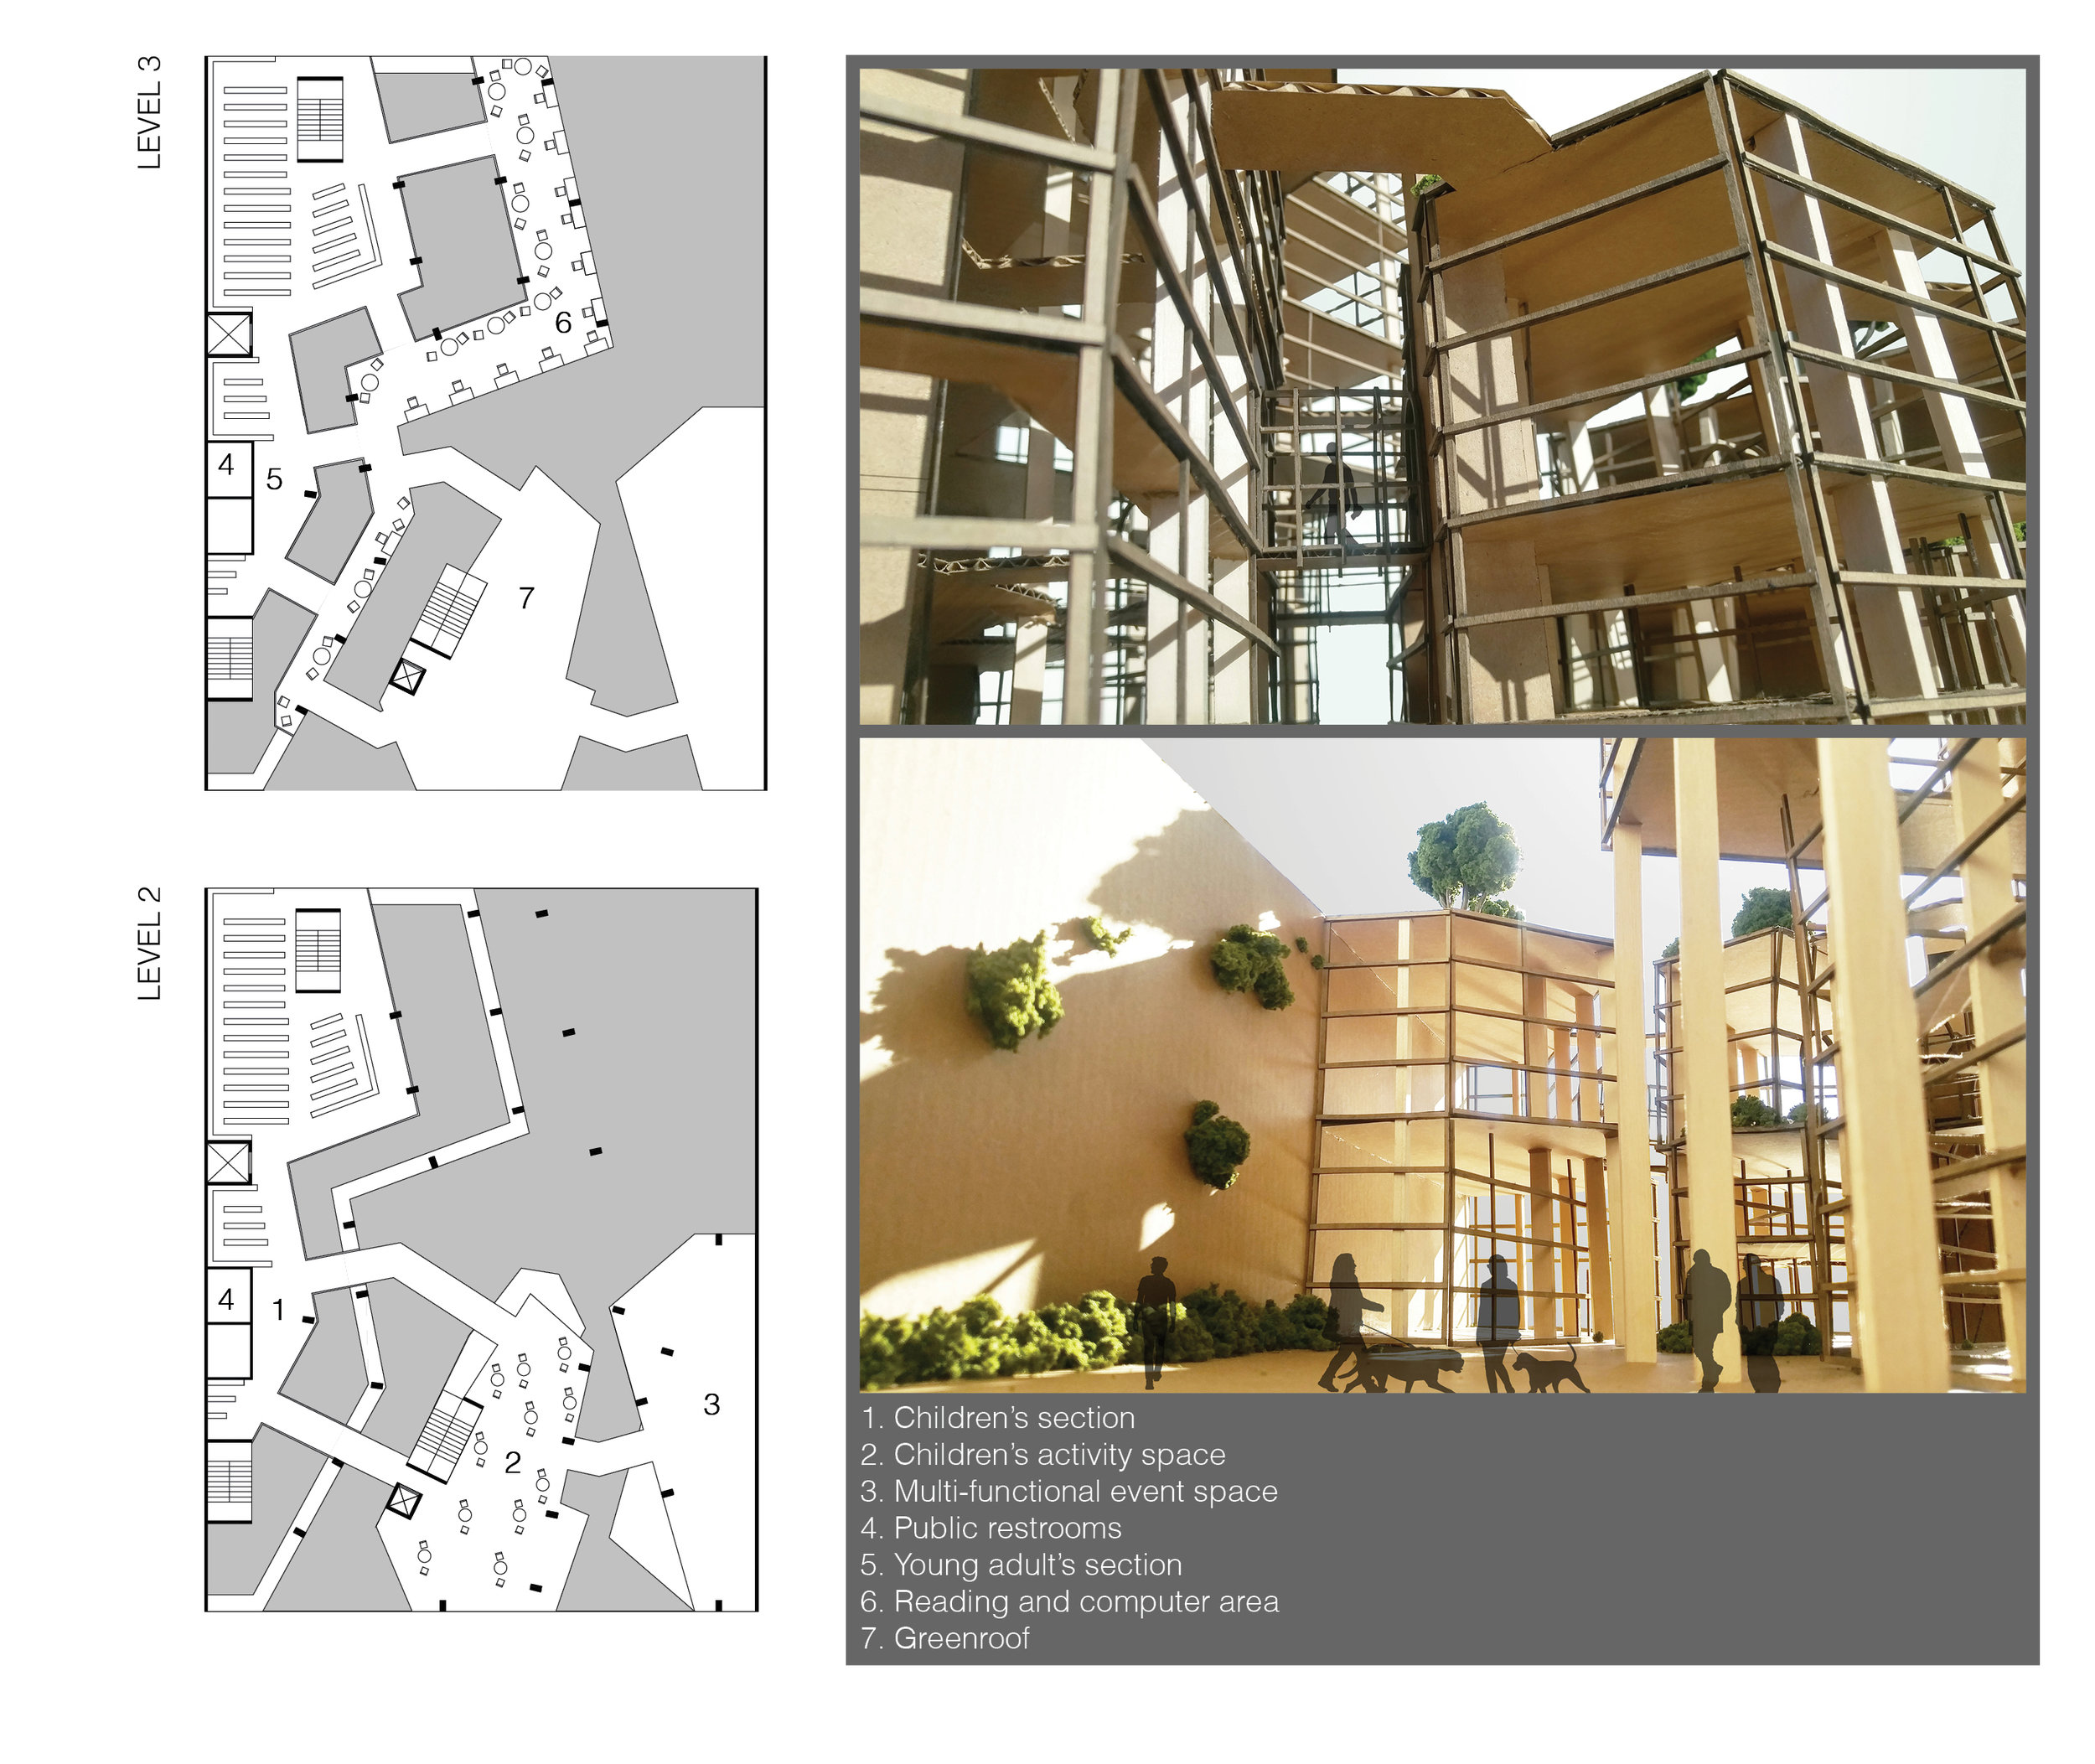 LEVEL 3
6
4
5
7
LEVEL 2
4
1
3
2
1. Children's section
2. Children's activity space
3. Multi-functional event space
4. Public restrooms
5. Young adult's section
6. Reading and computer area
7. Greenroof